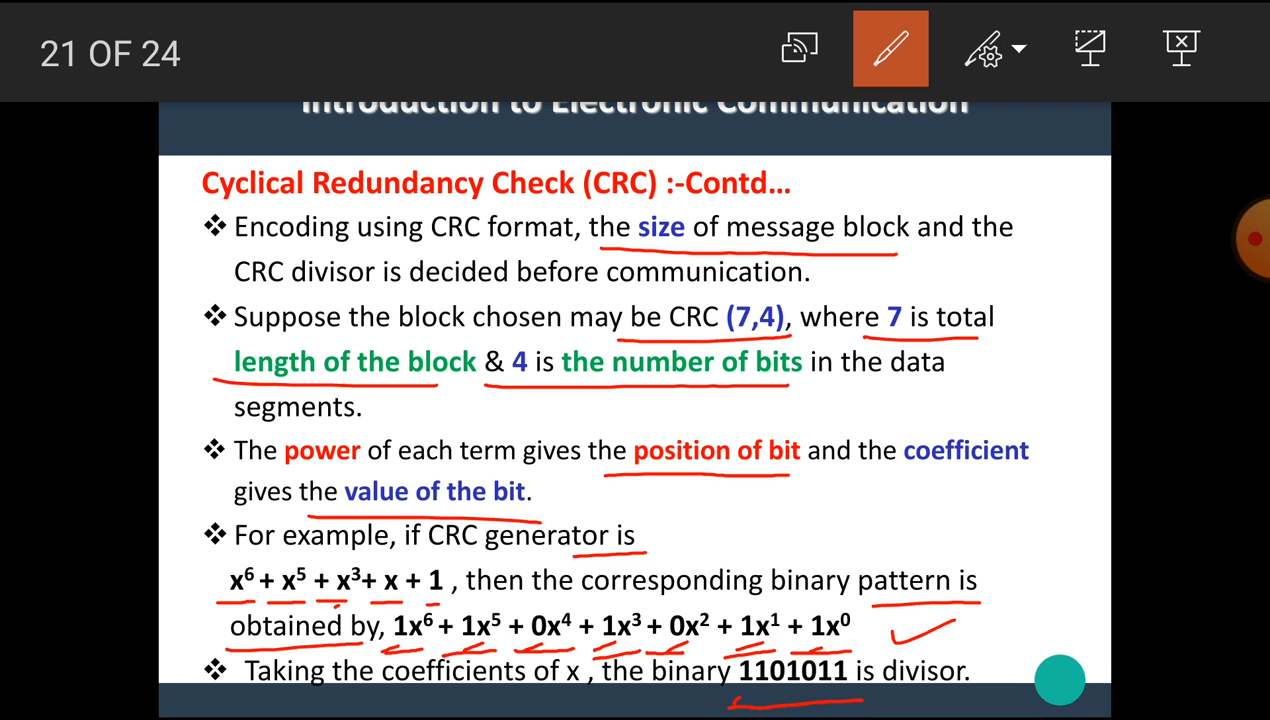 21 OF 24
Introduction to Electronic Communication
Cyclical Redundancy Check (CRC) :-Contd...
❖ Encoding using CRC format, the size of message block and the
CRC divisor is decided before communication.
❖ Suppose the block chosen may be CRC (7,4), where 7 is total
length of the block & 4 is the number of bits in the data
segments.
❖ The power of each term gives the position of bit and the coefficient
gives the value of the bit.
❖ For example, if CRC generator is
x⁶ + x⁵ + x³+ x + 1 , then the corresponding binary pattern is
obtained by, 1x⁶ + 1x⁵ + 0x⁴ + 1x³ + 0x² + 1x¹ + 1x⁰
❖ Taking the coefficients of x , the binary 1101011 is divisor.